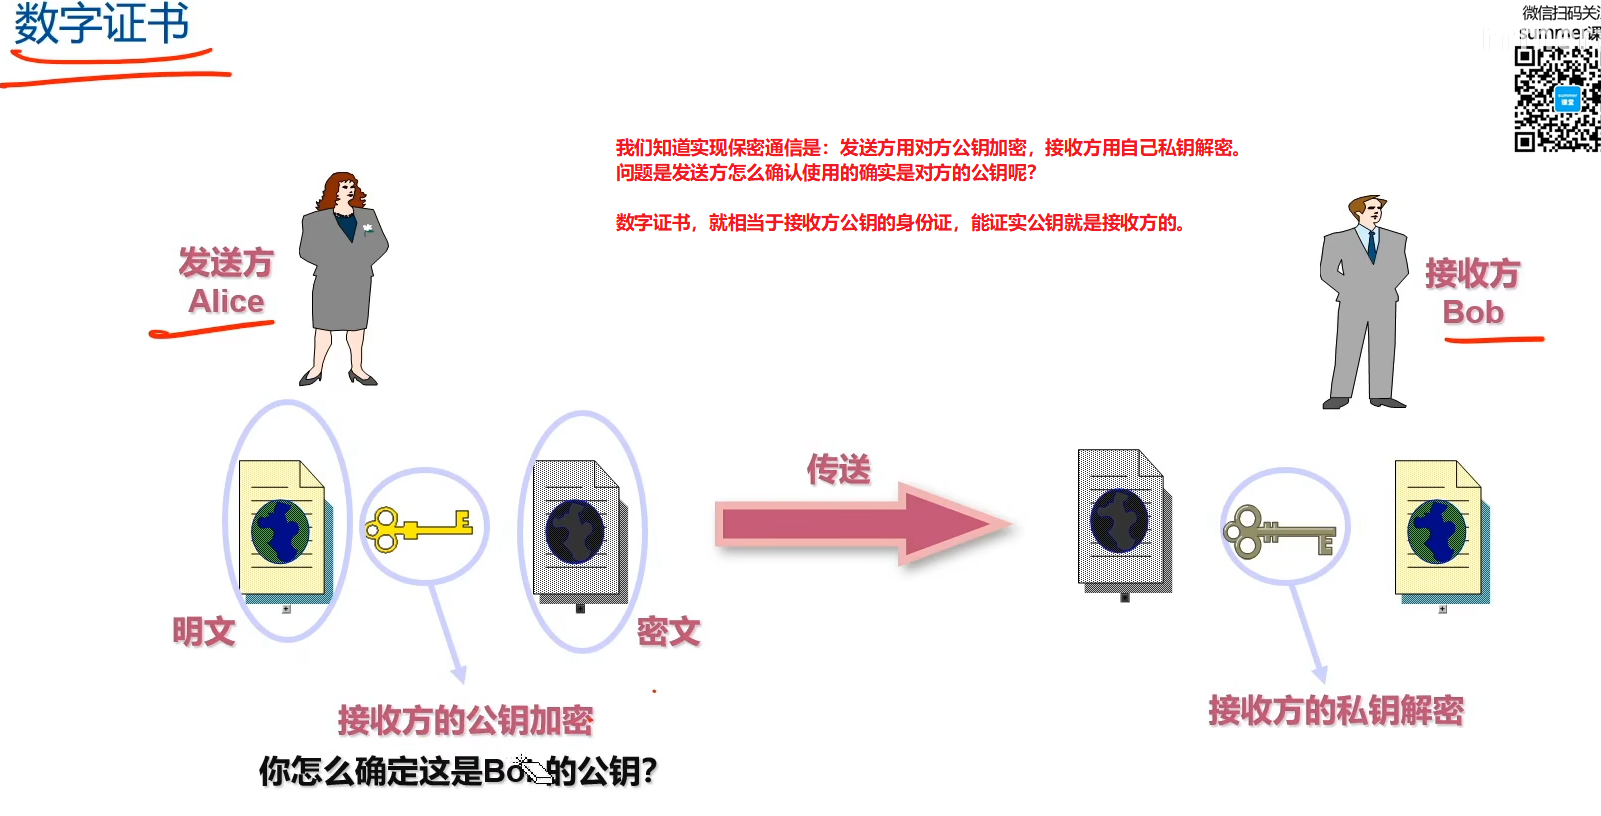 数字证书
微信扫码关注
summer课
我们知道实现保密通信是：发送方用对方公钥加密，接收方用自己私钥解密。
问题是发送方怎么确认使用的确实是对方的公钥呢？
数字证书，就相当于接收方公钥的身份证，能证实公钥就是接收方的。
发送方
Alice
接收方
Bob
传送
明文
密文
接收方的公钥加密
接收方的私钥解密
你怎么确定这是Bob的公钥？
summer
课堂